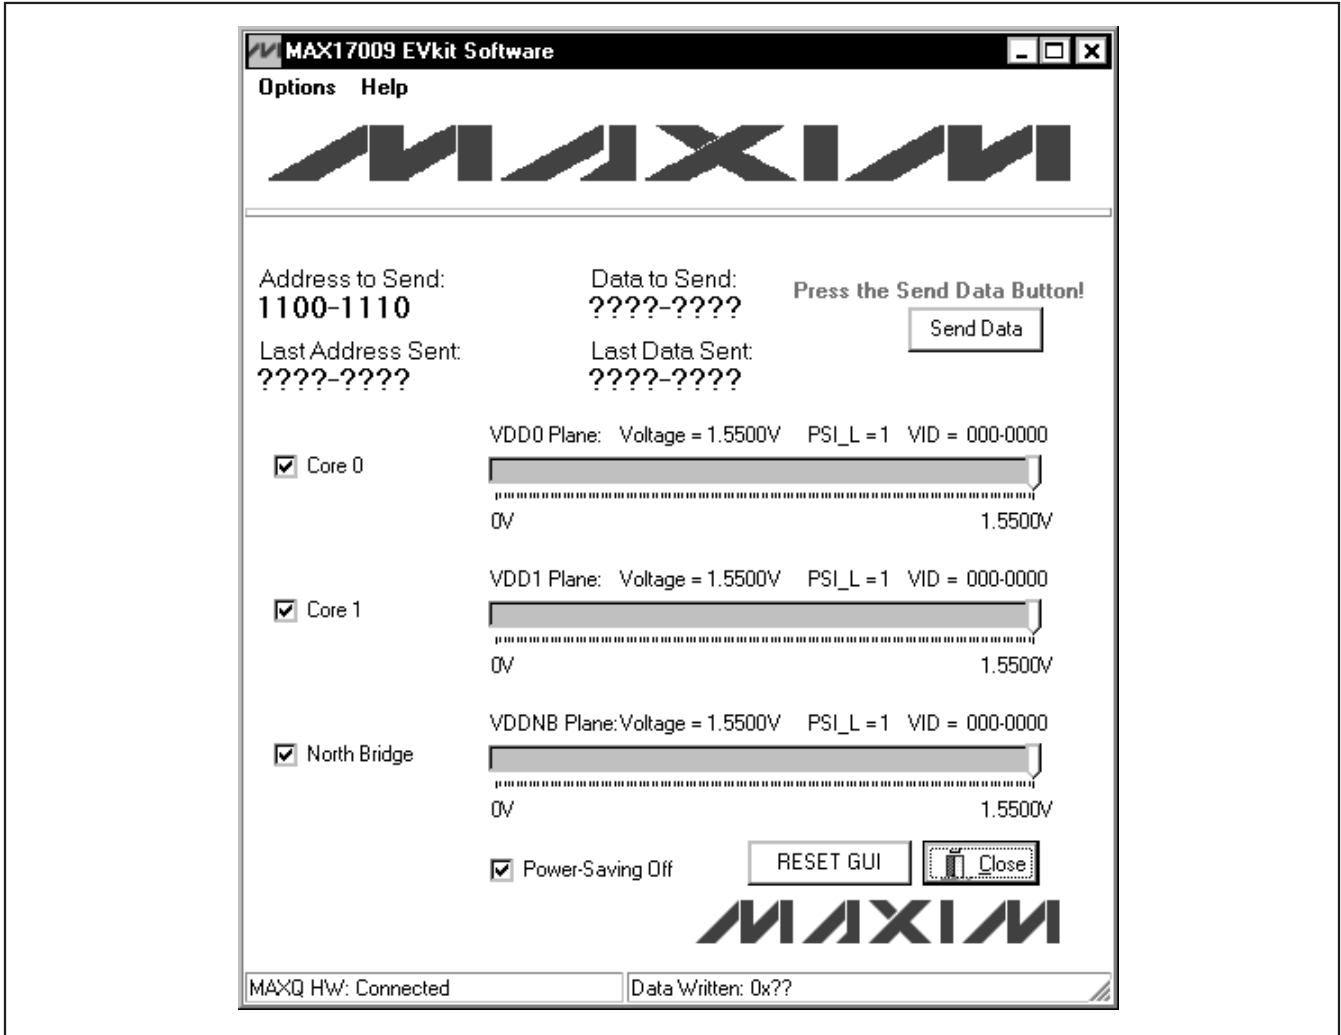 MAX17009 EVkit Software
Options Help
MAXIM
Address to Send: Data to Send: Press the Send Data Button!
1100-1110 ????-???? Send Data
Last Address Sent: Last Data Sent:
????-???? ????-????
VDD0 Plane: Voltage = 1.5500V PSI_L =1 VID = 000-0000
Core 0
0V 1.5500V
VDD1 Plane: Voltage = 1.5500V PSI_L =1 VID = 000-0000
Core 1
0V 1.5500V
VDDNB Plane: Voltage = 1.5500V PSI_L =1 VID = 000-0000
North Bridge
0V 1.5500V
Power-Saving Off RESET GUI Close
MAXIM
MAXQ HW: Connected Data Written: 0x??